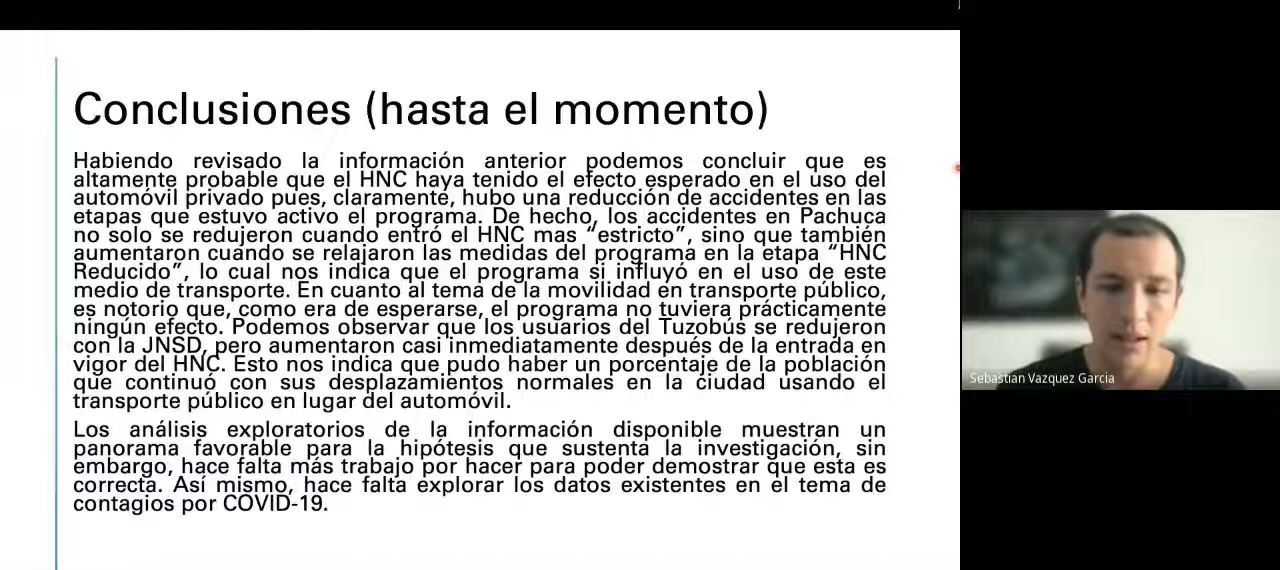 Conclusiones (hasta el momento)
Habiendo revisado la información anterior podemos concluir que es
altamente probable que el HNC haya tenido el efecto esperado en el uso del
automóvil privado pues, claramente, hubo una reducción de accidentes en las
etapas que estuvo activo el programa. De hecho, los accidentes en Pachuca
no solo se redujeron cuando entró el HNC mas “estricto”, sino que también
aumentaron cuando se relajaron las medidas del programa en la etapa “HNC
Reducido”, lo cual nos indica que el programa si influyó en el uso de este
medio de transporte. En cuanto al tema de la movilidad en transporte público,
es notorio que, como era de esperarse, el programa no tuviera prácticamente
ningún efecto. Podemos observar que los usuarios del Tuzobús se redujeron
con la JNSD, pero aumentaron casi inmediatamente después de la entrada en
vigor del HNC. Esto nos indica que pudo haber un porcentaje de la población
que continuó con sus desplazamientos normales en la ciudad usando el
transporte público en lugar del automóvil.
Los análisis exploratorios de la información disponible muestran un
panorama favorable para la hipótesis que sustenta la investigación, sin
embargo, hace falta más trabajo por hacer para poder demostrar que esta es
correcta. Así mismo, hace falta explorar los datos existentes en el tema de
contagios por COVID-19.
Sebastian Vazquez Garcia